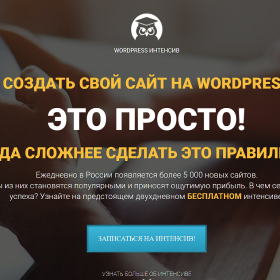 WORDPRESS ИНТЕНСИВ
СОЗДАТЬ СВОЙ САЙТ НА WORDPRES
ЭТО ПРОСТО!
ДА СЛОЖНЕЕ СДЕЛАТЬ ЭТО ПРАВИЛ
Ежедневно в России появляется более 5 000 новых сайтов.
из них становятся популярными и приносят ощутимую прибыль. В чем се
успеха? Узнайте на предстоящем двухдневном БЕСПЛАТНОМ интенсиве
ЗАПИСАТЬСЯ НА ИНТЕНСИВ!
УЗНАТЬ БОЛЬШЕ ОБ ИНТЕНСИВЕ